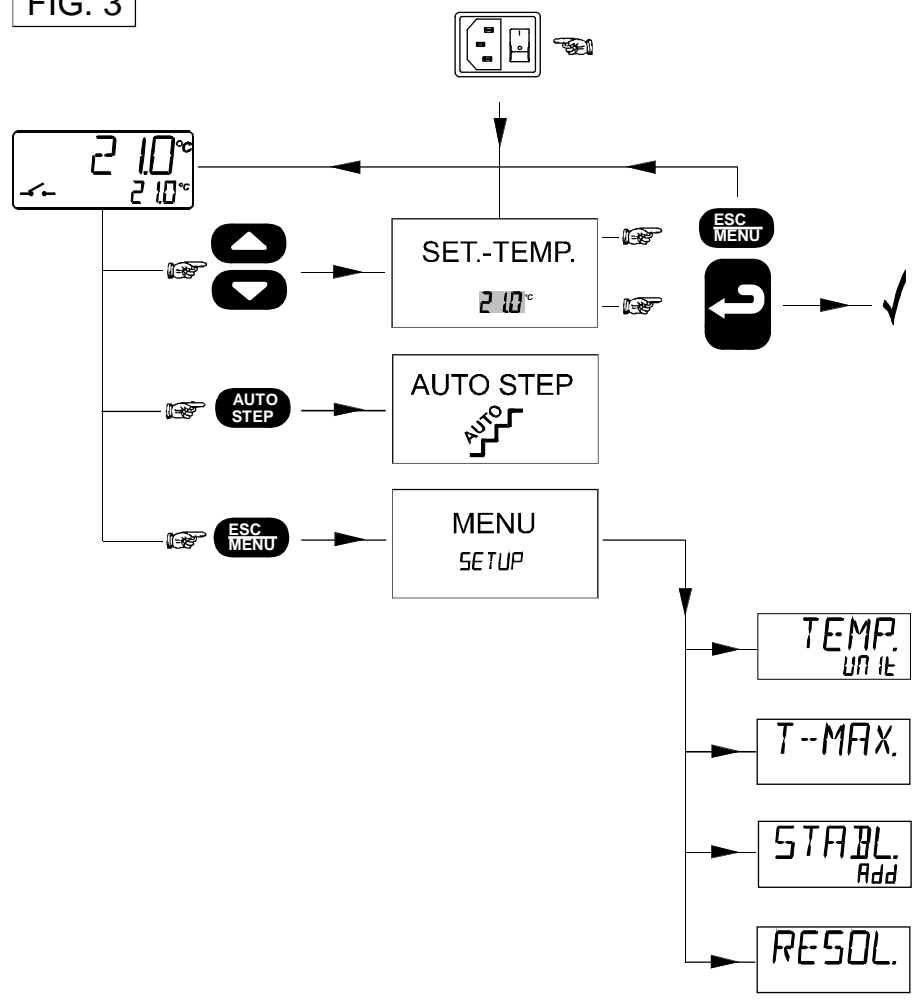 FIG. 3
21.0°C
21.0°C
SET.-TEMP.
21.0°C
ESC
MENU
AUTO
STEP
AUTO STEP
AUTO
ESC
MENU
MENU
SETUP
TEMP.
Unit
T--MAX.
STABL.
Add
RESOL.